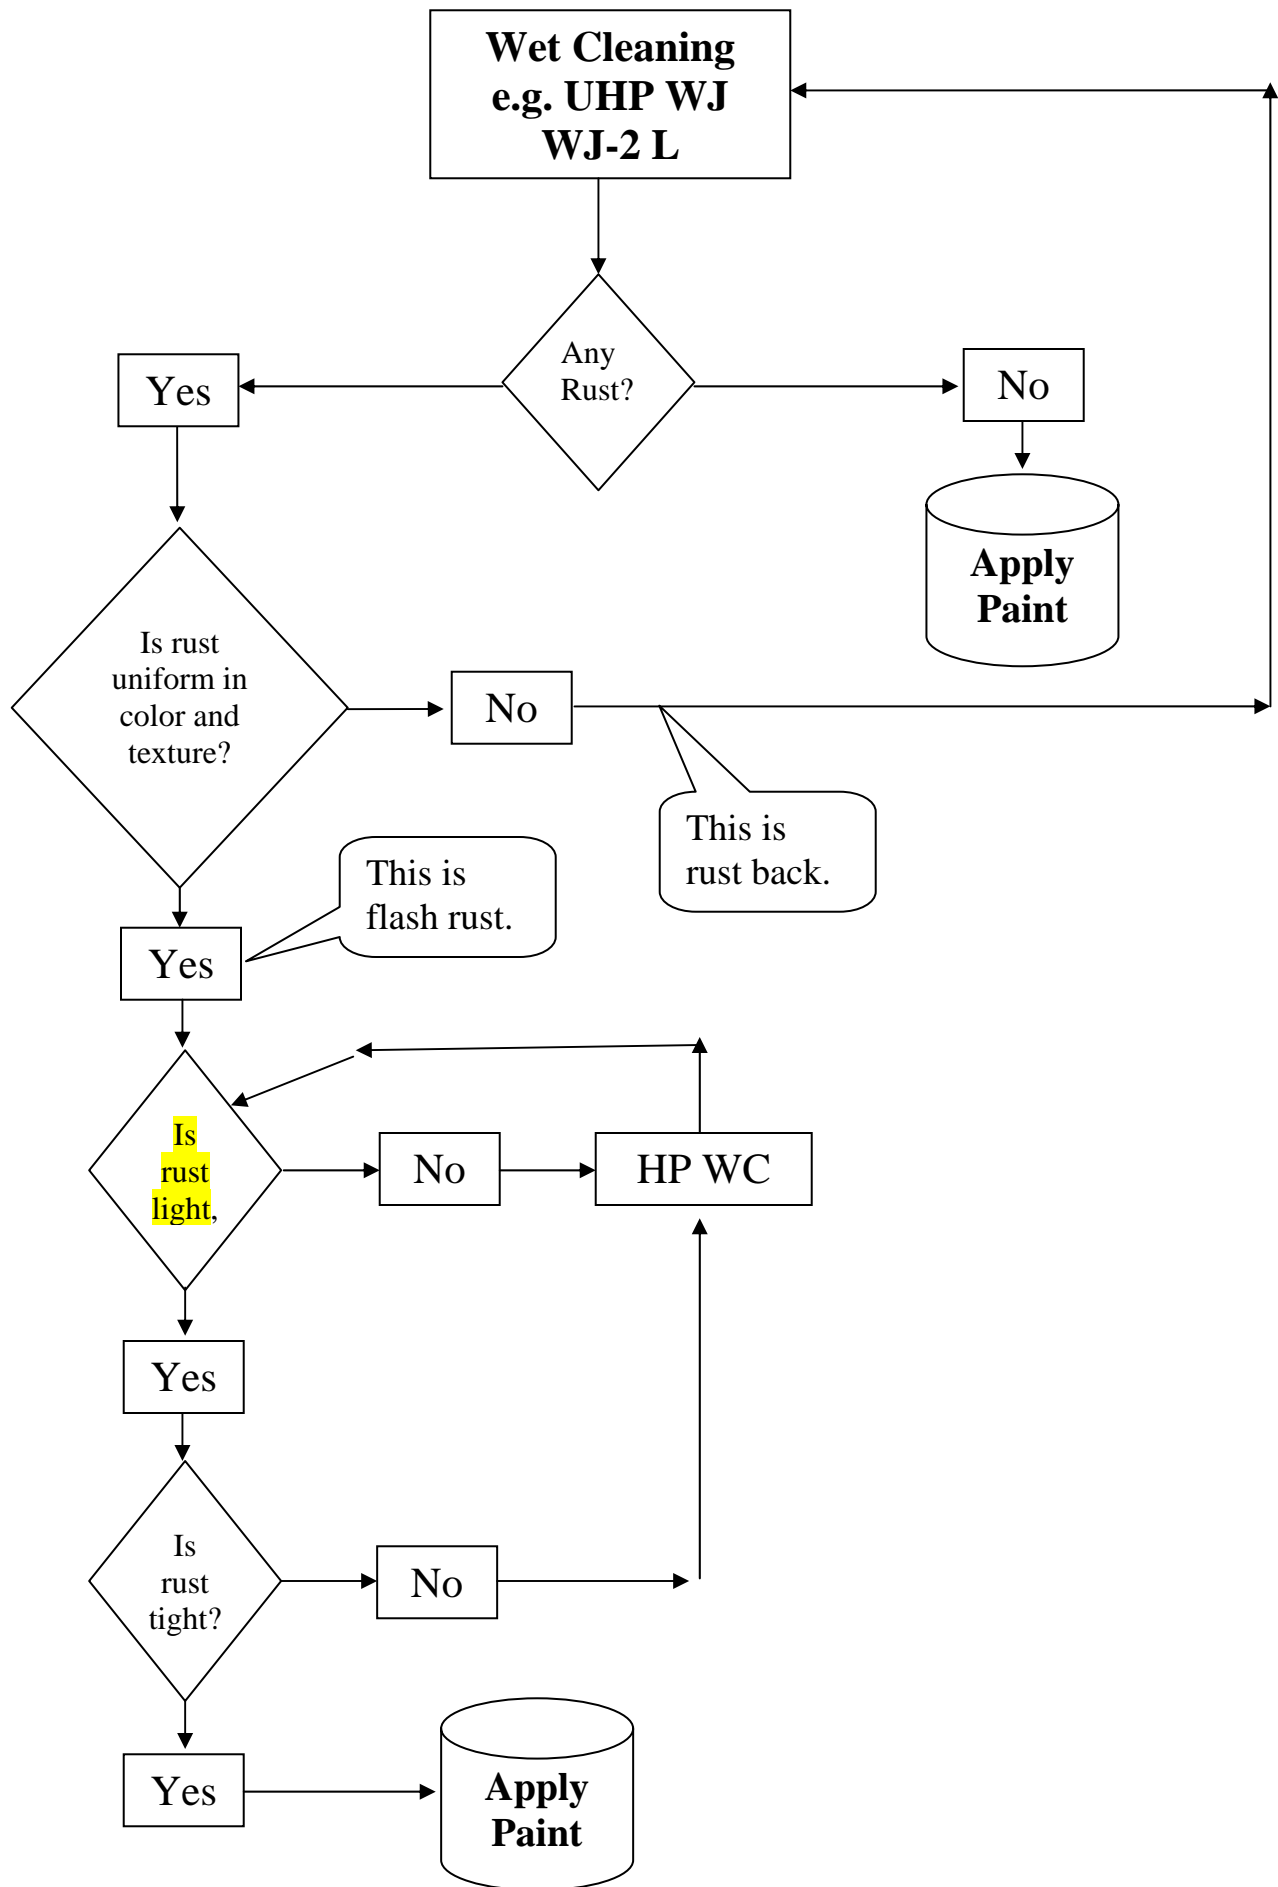 Wet Cleaning
e.g. UHP WJ
WJ-2 L
Any
Rust?
Yes
No
Apply
Paint
Is rust
uniform in
color and
texture?
No
This is
rust back.
This is
flash rust.
Yes
Is
rust
light,
No
HP WC
Yes
Is
rust
tight?
No
Yes
Apply
Paint